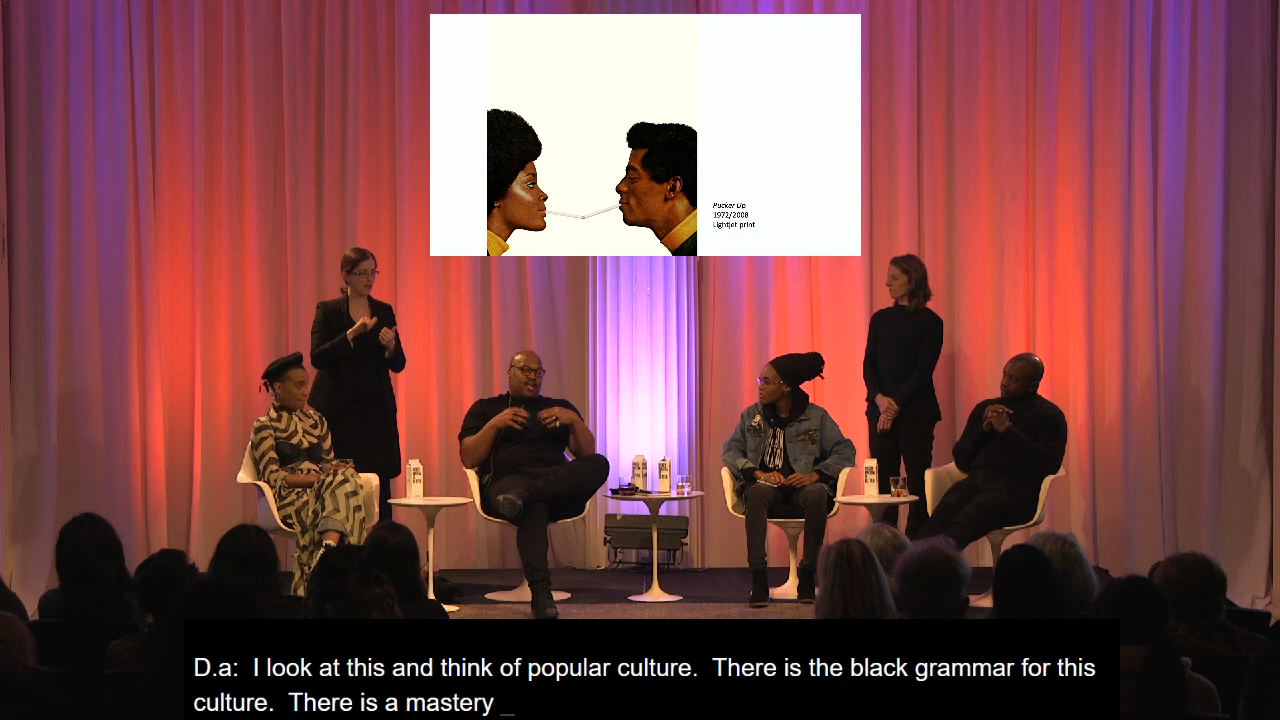 Pucker Up
1972/2008
Lightjet print
D.a:  I look at this and think of popular culture.  There is the black grammar for this
culture.  There is a mastery _